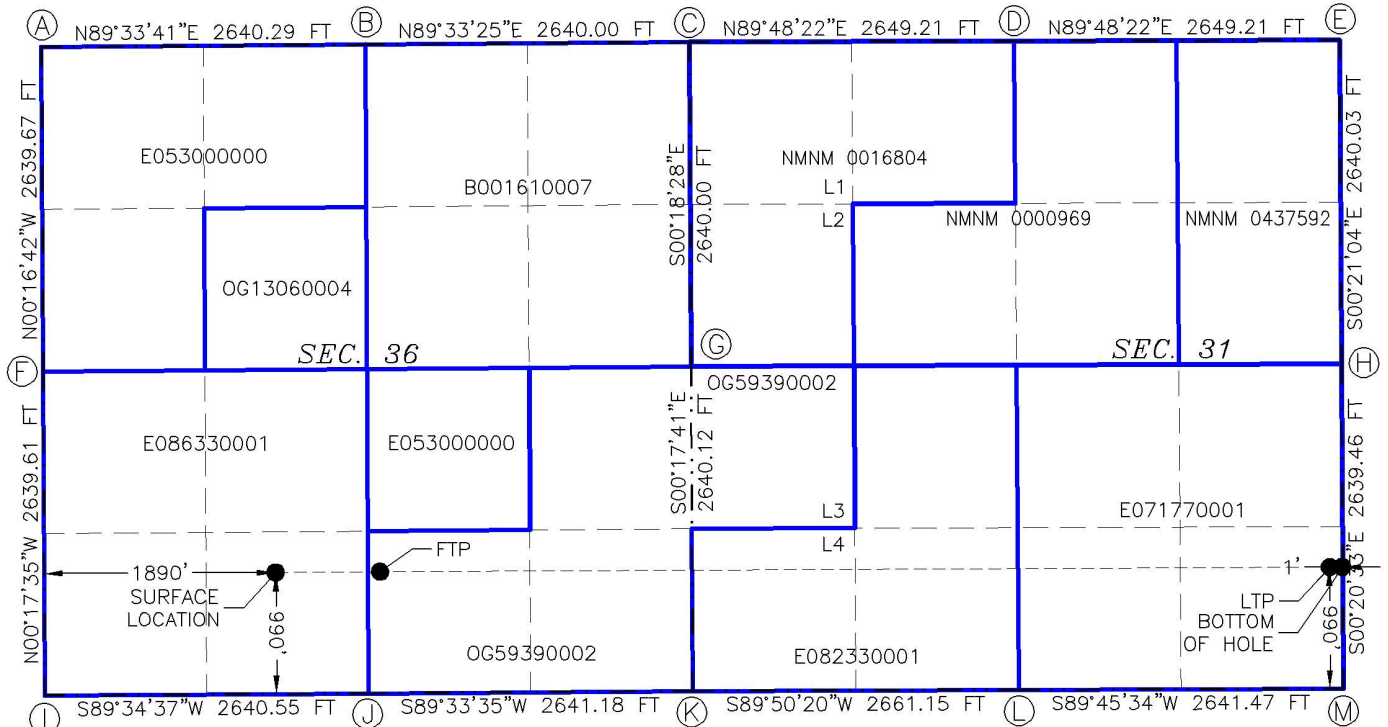 A
B
C
D
E
N89°33'41"E 2640.29 FT
N89°33'25"E 2640.00 FT
N89°48'22"E 2649.21 FT
N89°48'22"E 2649.21 FT
N00°16'42"W 2639.67 FT
E053000000
B001610007
S00°18'28"E
2640.00 FT
NMNM 0016804
L1
L2
NMNM 0000969
NMNM 0437592
S00°21'04"E 2640.03 FT
OG13060004
SEC. 36
SEC. 31
F
G
H
OG59390002
E086330001
E053000000
S00°17'41"E
2640.12 FT
N00°17'35"W 2639.61 FT
L3
L4
E071770001
S00°20'33"E 2639.46 FT
FTP
1890'
SURFACE
LOCATION
990'
1'
LTP
BOTTOM
OF HOLE
990'
OG59390002
E082330001
I
J
K
L
M
S89°34'37"W 2640.55 FT
S89°33'35"W 2641.18 FT
S89°50'20"W 2661.15 FT
S89°45'34"W 2641.47 FT